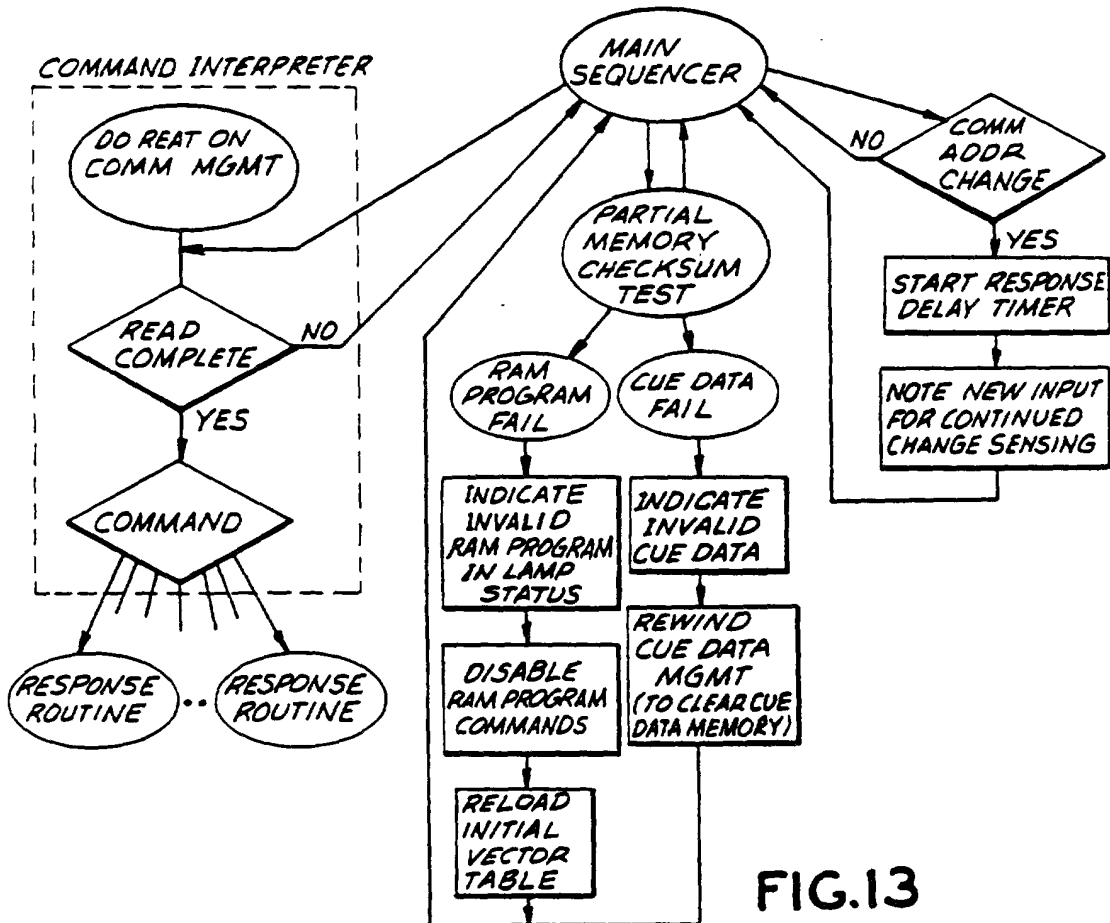 MAIN
SEQUENCER
COMMAND INTERPRETER
DO REAT ON
COMM MGMT
READ
COMPLETE
NO
YES
COMMAND
RESPONSE
ROUTINE
..
RESPONSE
ROUTINE
PARTIAL
MEMORY
CHECKSUM
TEST
RAM
PROGRAM
FAIL
INDICATE
INVALID
RAM PROGRAM
IN LAMP
STATUS
DISABLE
RAM PROGRAM
COMMANDS
RELOAD
INITIAL
VECTOR
TABLE
CUE DATA
FAIL
INDICATE
INVALID
CUE DATA
REWIND
CUE DATA
MGMT
(TO CLEAR CUE
DATA MEMORY)
COMM
ADDR
CHANGE
NO
YES
START RESPONSE
DELAY TIMER
NOTE NEW INPUT
FOR CONTINUED
CHANGE SENSING
FIG.13